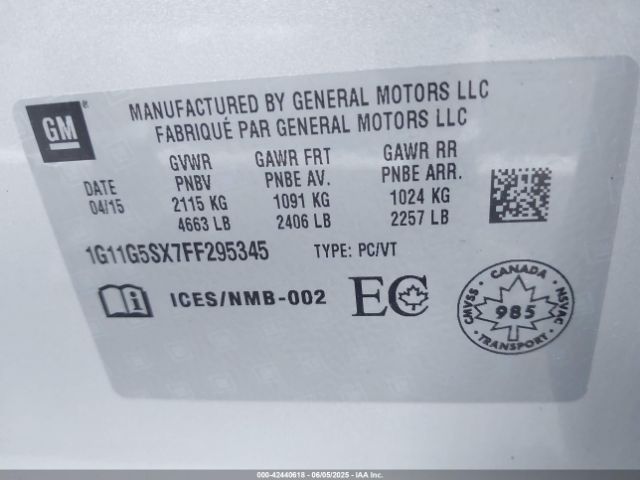 GM ®
MANUFACTURED BY GENERAL MOTORS LLC
FABRIQUÉ PAR GENERAL MOTORS LLC
DATE
04/15
GVWR
PNBV
2115 KG
4663 LB
GAWR FRT
PNBE AV.
1091 KG
2406 LB
GAWR RR
PNBE ARR.
1024 KG
2257 LB
1G11G5SX7FF295345 TYPE: PC/VT
i ICES/NMB-002 EC
CANADA
CMVSS 985 NSVAC
TRANSPORT
000-42440618 - 06/05/2025 - IAA Inc.